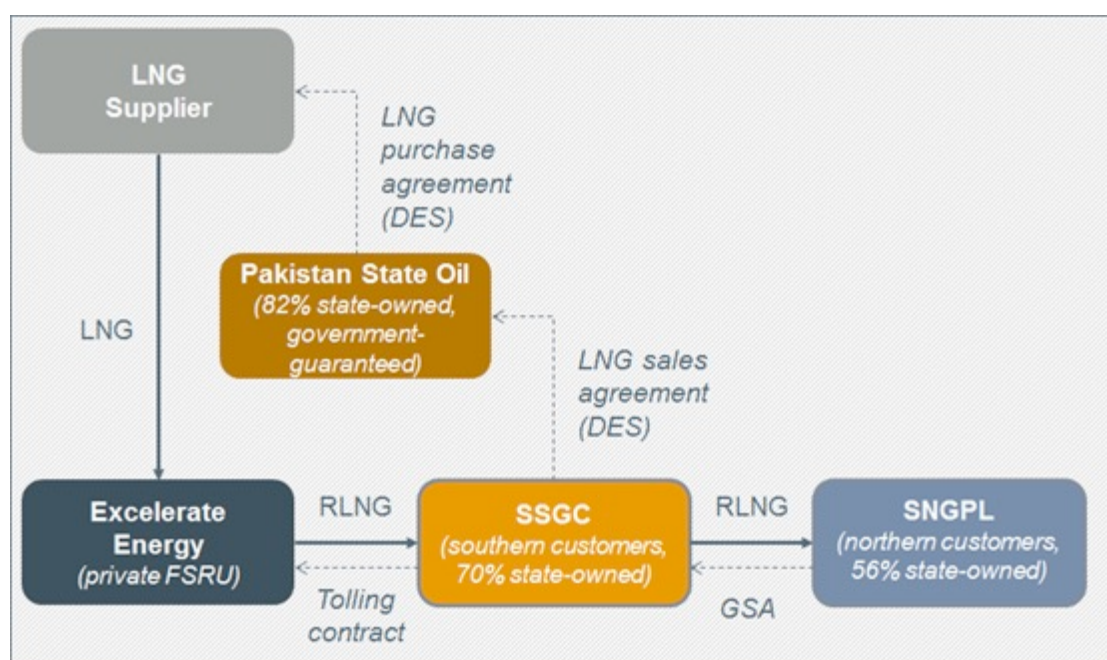 LNG
Supplier
LNG
purchase
agreement
(DES)
Pakistan State Oil
(82% state-owned,
government-
guaranteed)
LNG
LNG sales
agreement
(DES)
Excelerate
Energy
(private FSRU)
RLNG
Tolling
contract
SSGC
(southern customers,
70% state-owned)
RLNG
GSA
SNGPL
(northern customers,
56% state-owned)